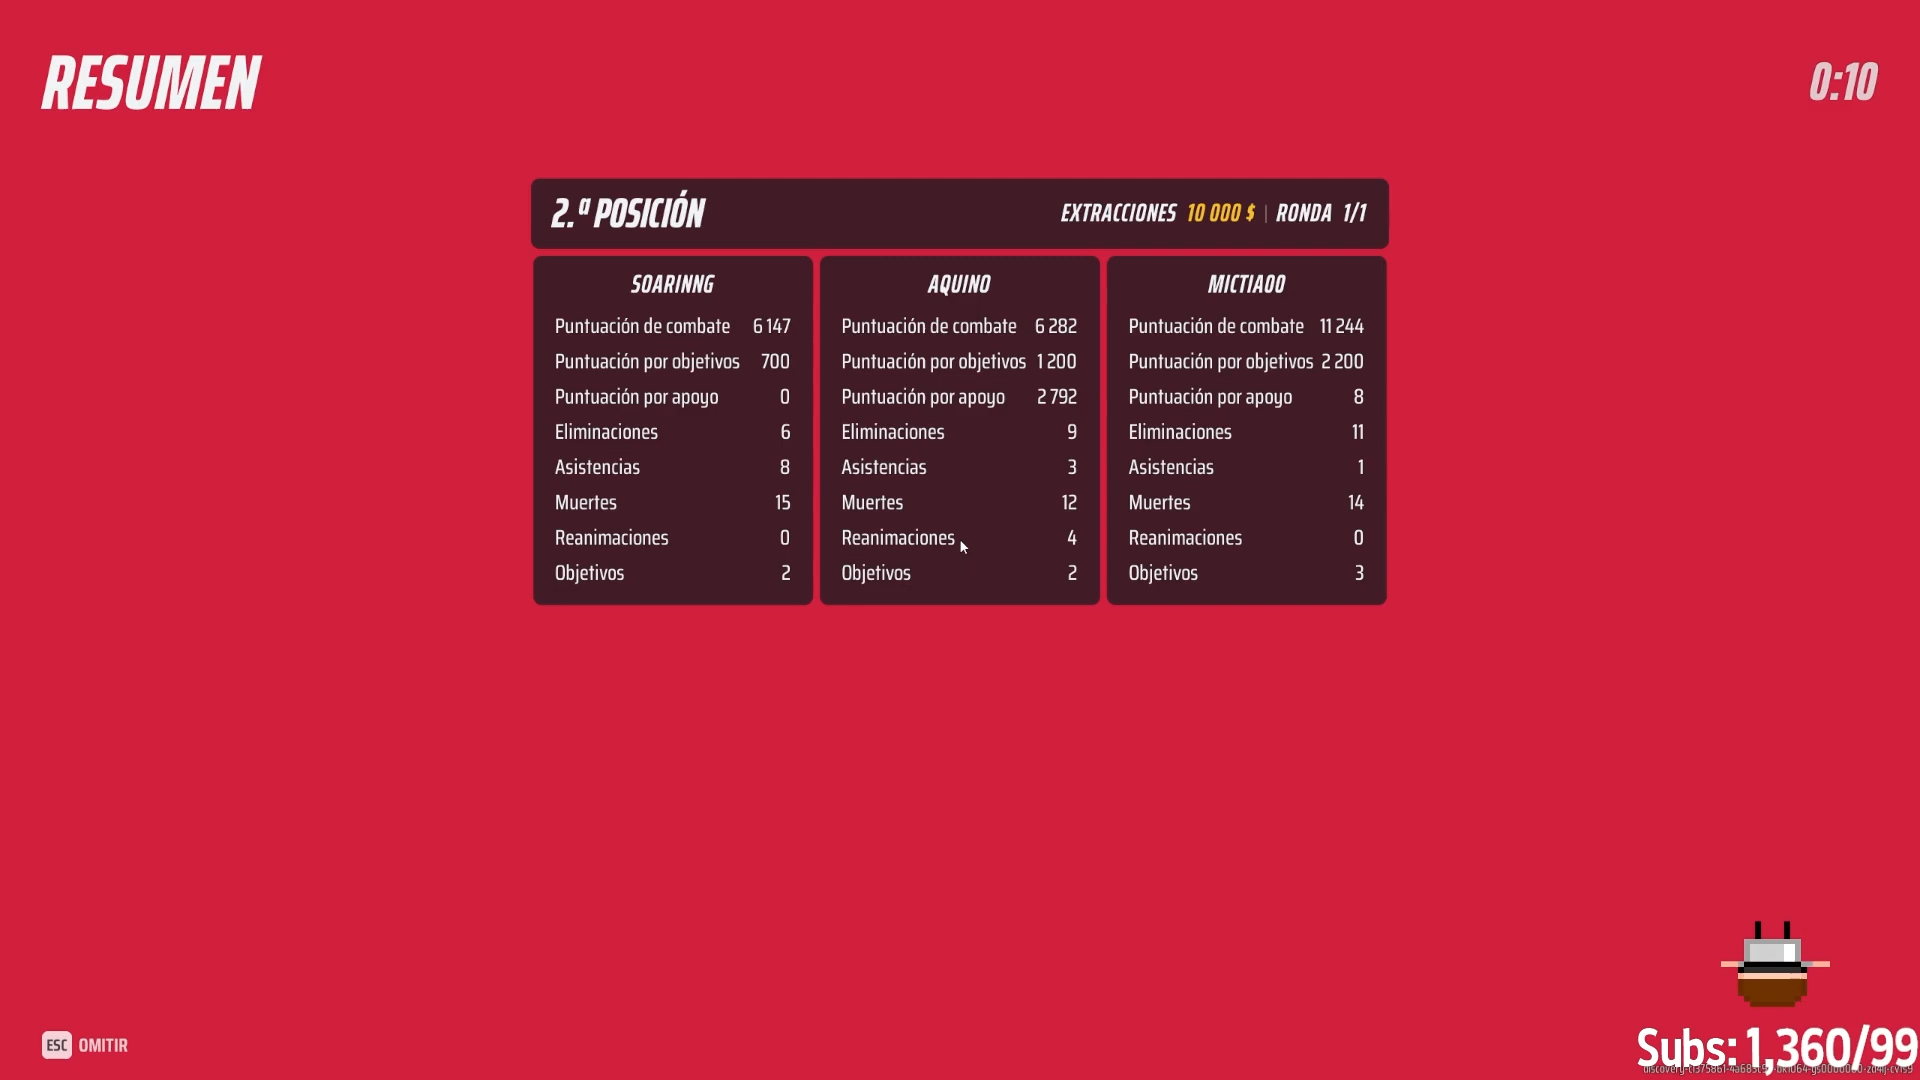 RESUMEN
0:10
2.ª POSICIÓN
EXTRACCIONES 10 000 $ | RONDA 1/1
SOARINNG
Puntuación de combate 6 147
Puntuación por objetivos 700
Puntuación por apoyo 0
Eliminaciones 6
Asistencias 8
Muertes 15
Reanimaciones 0
Objetivos 2
AQUINO
Puntuación de combate 6 282
Puntuación por objetivos 1 200
Puntuación por apoyo 2 792
Eliminaciones 9
Asistencias 3
Muertes 12
Reanimaciones 4
Objetivos 2
MICTIAOO
Puntuación de combate 11 244
Puntuación por objetivos 2 200
Puntuación por apoyo 8
Eliminaciones 11
Asistencias 1
Muertes 14
Reanimaciones 0
Objetivos 3
ESC OMITIR
Subs: 1,360/99